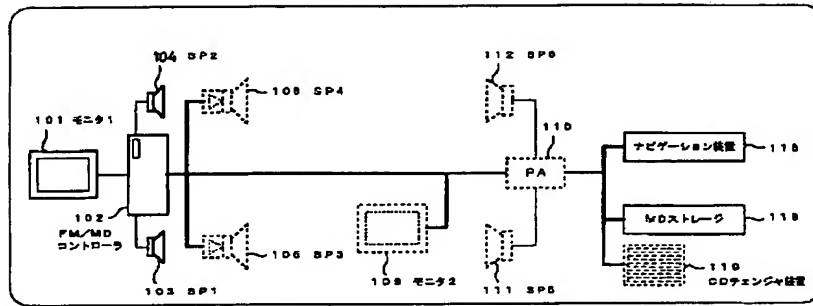 104 SP2
112 SP6
108 SP4
101 モニタ1
110
ナビゲーション装置
115
PA
102
FM/MD
コントローラ
MDストレージ
118
106 SP3
109 モニタ2
119
CDチェンジャ装置
103 SP1
111 SP5